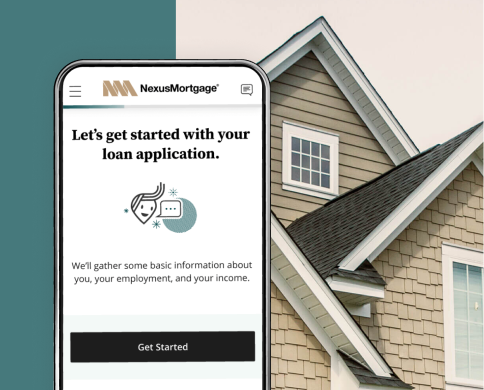 NexusMortgage®
Let's get started with your
loan application.
We'll gather some basic information about
you, your employment, and your income.
Get Started